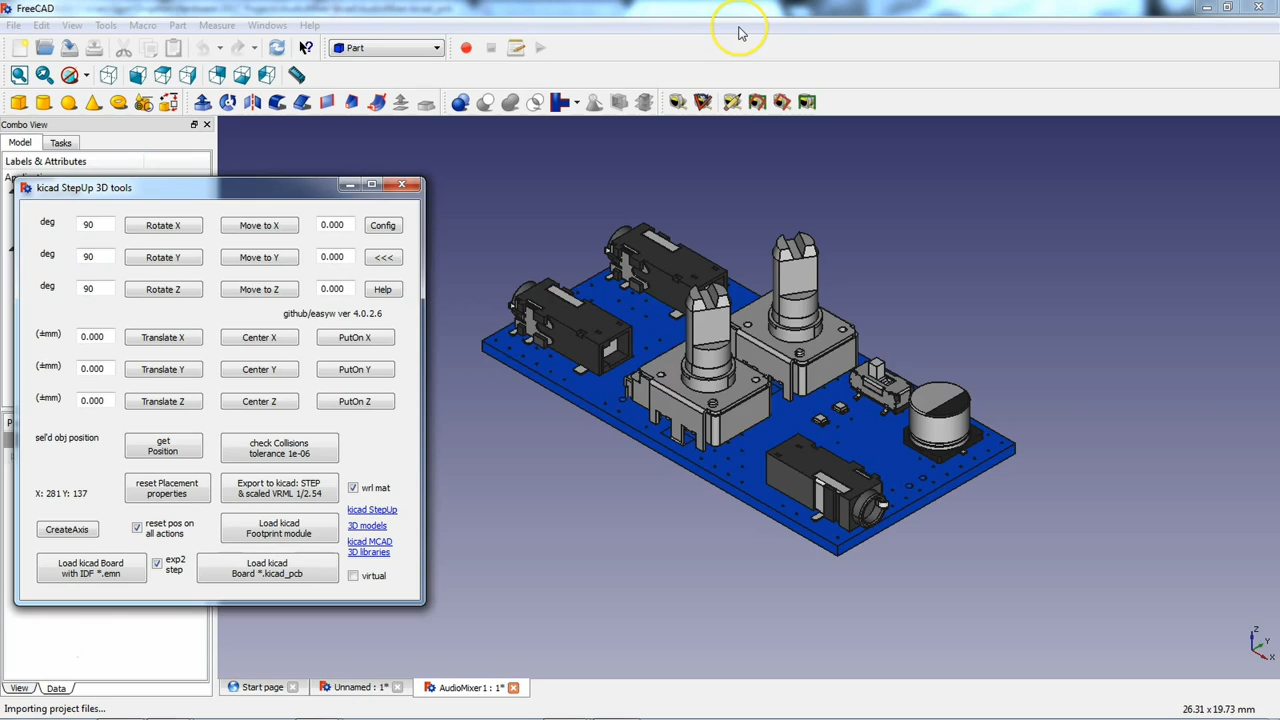 FreeCAD
File Edit View Tools Macro Part Measure Windows Help
Part
Combo View
Model Tasks
Labels & Attributes
kicad StepUp 3D tools
deg 90 Rotate X Move to X 0.000 Config
deg 90 Rotate Y Move to Y 0.000 <<<
deg 90 Rotate Z Move to Z 0.000 Help
github/easyw ver 4.0.2.6
(±mm) 0.000 Translate X Center X PutOn X
(±mm) 0.000 Translate Y Center Y PutOn Y
(±mm) 0.000 Translate Z Center Z PutOn Z
sel'd obj position
get
Position
check Collisions
tolerance 1e-06
X: 281 Y: 137
reset Placement
properties
Export to kicad: STEP
& scaled VRML 1/2.54
wrl mat
kicad StepUp
3D models
CreateAxis
reset pos on
all actions
Load kicad
Footprint module
kicad MCAD
3D libraries
Load kicad Board
with IDF *.emn
exp2
step
Load kicad
Board *.kicad_pcb
virtual
Z
Y
X
View Data
Start page Unnamed : 1* AudioMixer1 : 1*
Importing project files...
26.31 x 19.73 mm